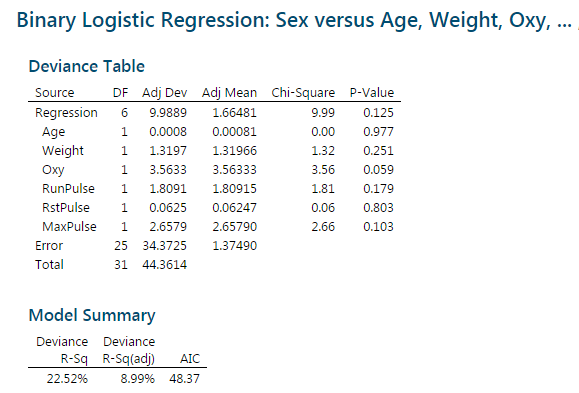 Binary Logistic Regression: Sex versus Age, Weight, Oxy, ...
Deviance Table
Source DF Adj Dev Adj Mean Chi-Square P-Value
Regression 6 9.9889 1.66481 9.99 0.125
Age 1 0.0008 0.00081 0.00 0.977
Weight 1 1.3197 1.31966 1.32 0.251
Oxy 1 3.5633 3.56333 3.56 0.059
RunPulse 1 1.8091 1.80915 1.81 0.179
RstPulse 1 0.0625 0.06247 0.06 0.803
MaxPulse 1 2.6579 2.65790 2.66 0.103
Error 25 34.3725 1.37490
Total 31 44.3614
Model Summary
Deviance Deviance
R-Sq R-Sq(adj) AIC
22.52% 8.99% 48.37